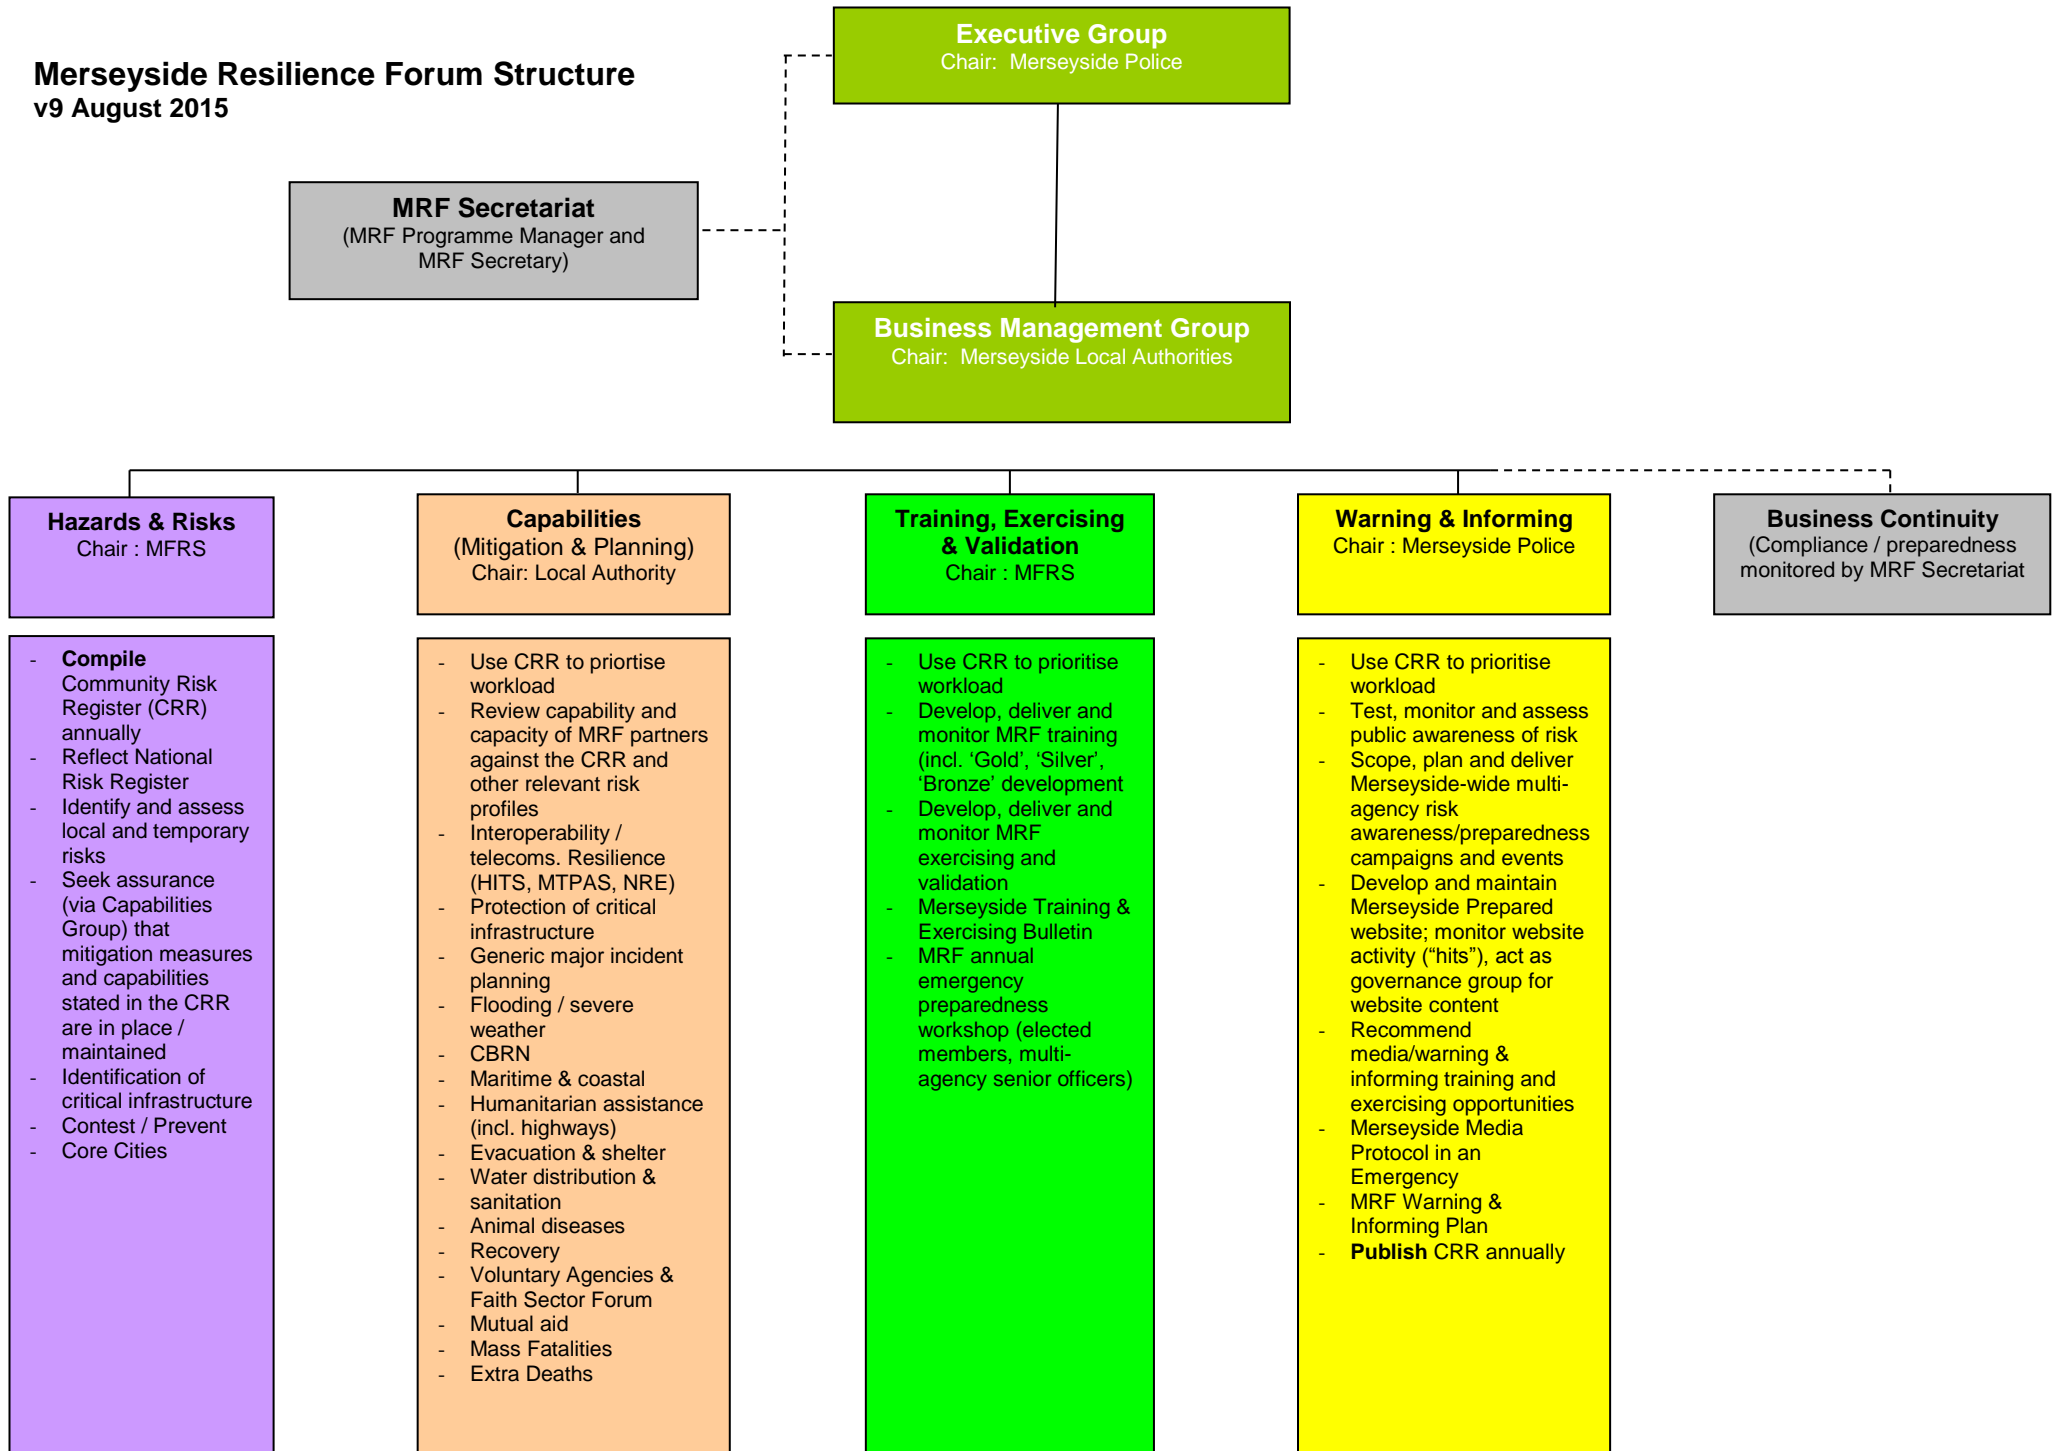 Merseyside Resilience Forum Structure
v9 August 2015
Executive Group
Chair:  Merseyside Police
MRF Secretariat
(MRF Programme Manager and
MRF Secretary)
Business Management Group
Chair:  Merseyside Local Authorities
Hazards & Risks
Chair : MFRS
- Compile
Community Risk
Register (CRR)
annually
- Reflect National
Risk Register
- Identify and assess
local and temporary
risks
- Seek assurance
(via Capabilities
Group) that
mitigation measures
and capabilities
stated in the CRR
are in place /
maintained
- Identification of
critical infrastructure
- Contest / Prevent
- Core Cities
Capabilities
(Mitigation & Planning)
Chair: Local Authority
- Use CRR to priortise
workload
- Review capability and
capacity of MRF partners
against the CRR and
other relevant risk
profiles
- Interoperability /
telecoms. Resilience
(HITS, MTPAS, NRE)
- Protection of critical
infrastructure
- Generic major incident
planning
- Flooding / severe
weather
- CBRN
- Maritime & coastal
- Humanitarian assistance
(incl. highways)
- Evacuation & shelter
- Water distribution &
sanitation
- Animal diseases
- Recovery
- Voluntary Agencies &
Faith Sector Forum
- Mutual aid
- Mass Fatalities
- Extra Deaths
Training, Exercising
& Validation
Chair : MFRS
- Use CRR to prioritise
workload
- Develop, deliver and
monitor MRF training
(incl. ‘Gold’, ‘Silver’,
‘Bronze’ development
- Develop, deliver and
monitor MRF
exercising and
validation
- Merseyside Training &
Exercising Bulletin
- MRF annual
emergency
preparedness
workshop (elected
members, multi-
agency senior officers)
Warning & Informing
Chair : Merseyside Police
- Use CRR to prioritise
workload
- Test, monitor and assess
public awareness of risk
- Scope, plan and deliver
Merseyside-wide multi-
agency risk
awareness/preparedness
campaigns and events
- Develop and maintain
Merseyside Prepared
website; monitor website
activity (“hits”), act as
governance group for
website content
- Recommend
media/warning &
informing training and
exercising opportunities
- Merseyside Media
Protocol in an
Emergency
- MRF Warning &
Informing Plan
- Publish CRR annually
Business Continuity
(Compliance / preparedness
monitored by MRF Secretariat